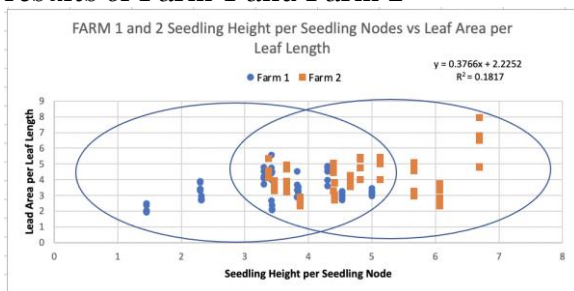 FARM 1 and 2 Seedling Height per Seedling Nodes vs Leaf Area per
Leaf Length
y = 0.3766x + 2.2252
R² = 0.1817
Farm 1 Farm 2
Lead Area per Leaf Length
9
8
7
6
5
4
3
2
1
0
0 1 2 3 4 5 6 7 8
Seedling Height per Seedling Node